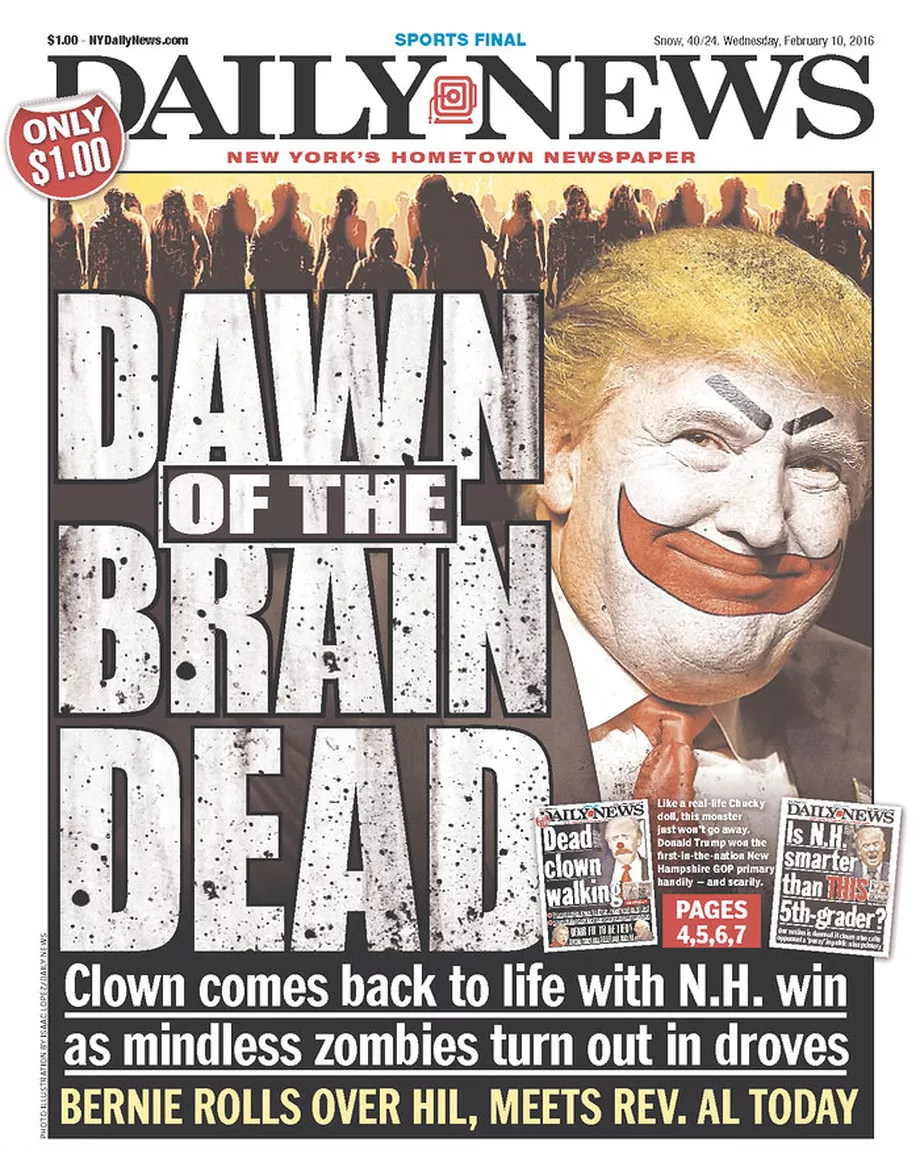 $1.00 - NYDailyNews.com
SPORTS FINAL
Snow, 40/24. Wednesday, February 10, 2016
DAILY NEWS
NEW YORK'S HOMETOWN NEWSPAPER
ONLY
$1.00
DAWN
OF THE
BRAIN
DEAD
DAILY NEWS
Dead
clown
walking
Like a real-life Chucky
doll, this monster
just won't go away.
Donald Trump won the
first-in-the-nation New
Hampshire GOP primary
handily — and scarily.
PAGES
4,5,6,7
DAILY NEWS
Is N.H.
smarter
than THIS
5th-grader?
Clown comes back to life with N.H. win
as mindless zombies turn out in droves
BERNIE ROLLS OVER HIL, MEETS REV. AL TODAY
PHOTO ILLUSTRATION BY ISAAC LOPEZ/DAILY NEWS